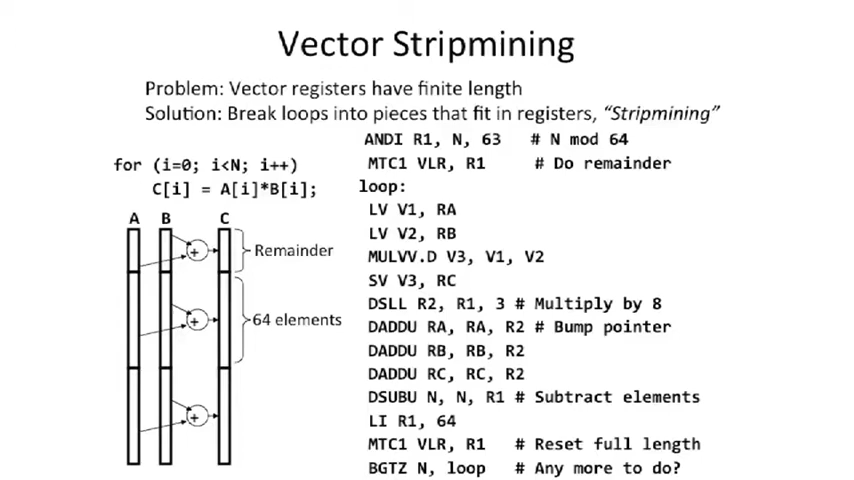 Vector Stripmining
Problem: Vector registers have finite length
Solution: Break loops into pieces that fit in registers, “Stripmining”
for (i=0; i<N; i++)
C[i] = A[i]*B[i];
A B C
+
Remainder
+
64 elements
+
ANDI R1, N, 63 # N mod 64
MTC1 VLR, R1 # Do remainder
loop:
LV V1, RA
LV V2, RB
MULVV.D V3, V1, V2
SV V3, RC
DSLL R2, R1, 3 # Multiply by 8
DADDU RA, RA, R2 # Bump pointer
DADDU RB, RB, R2
DADDU RC, RC, R2
DSUBU N, N, R1 # Subtract elements
LI R1, 64
MTC1 VLR, R1 # Reset full length
BGTZ N, loop # Any more to do?